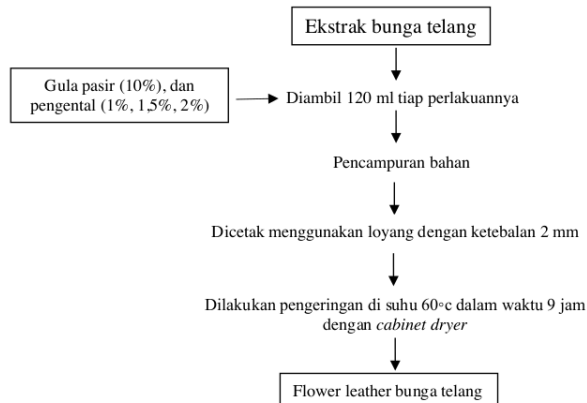 Ekstrak bunga telang
Gula pasir (10%), dan
pengental (1%, 1,5%, 2%)
Diambil 120 ml tiap perlakuannya
Pencampuran bahan
Dicetak menggunakan loyang dengan ketebalan 2 mm
Dilakukan pengeringan di suhu 60∘c dalam waktu 9 jam
dengan cabinet dryer
Flower leather bunga telang